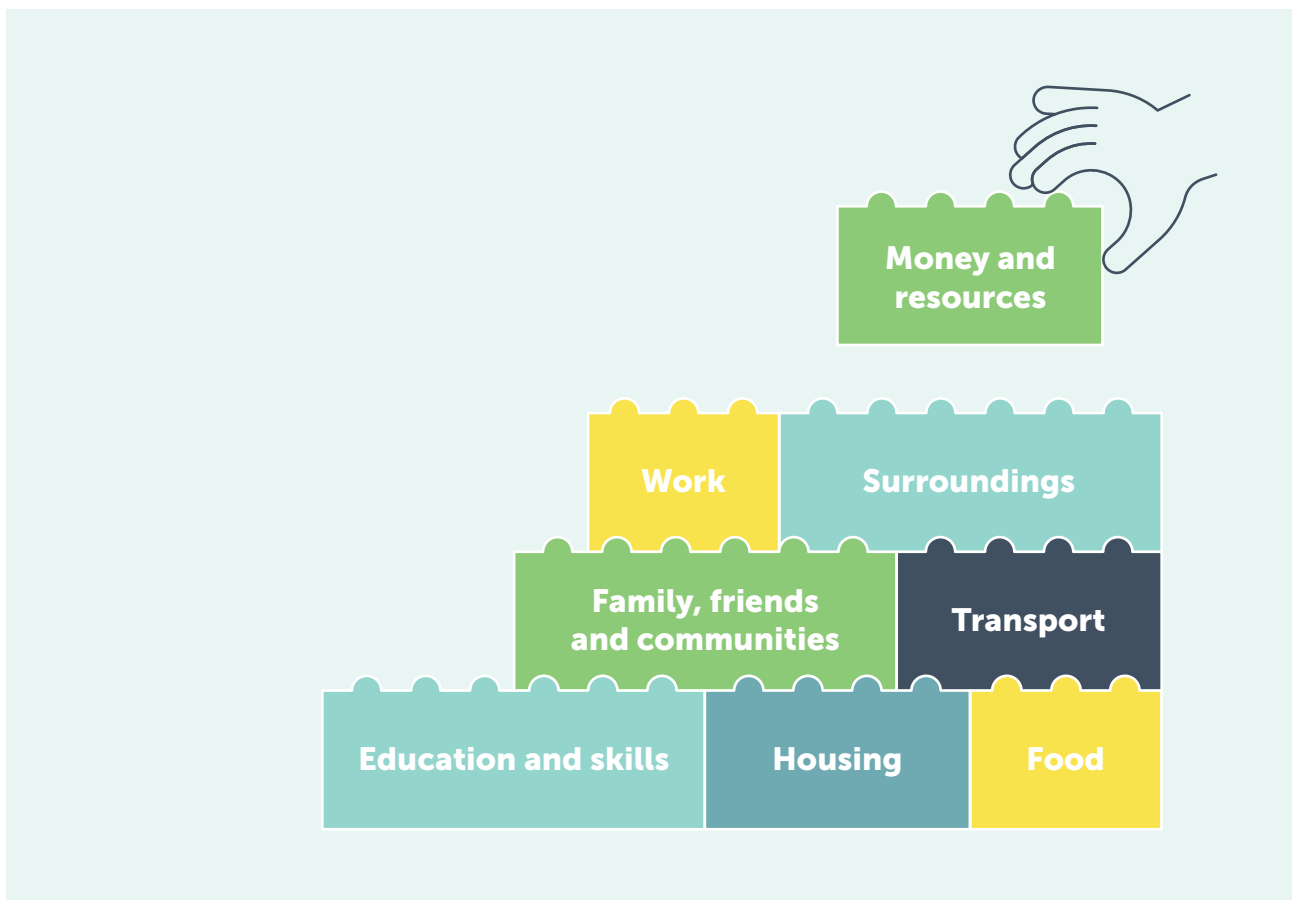 Money and
resources
Work
Surroundings
Family, friends
and communities
Transport
Education and skills
Housing
Food